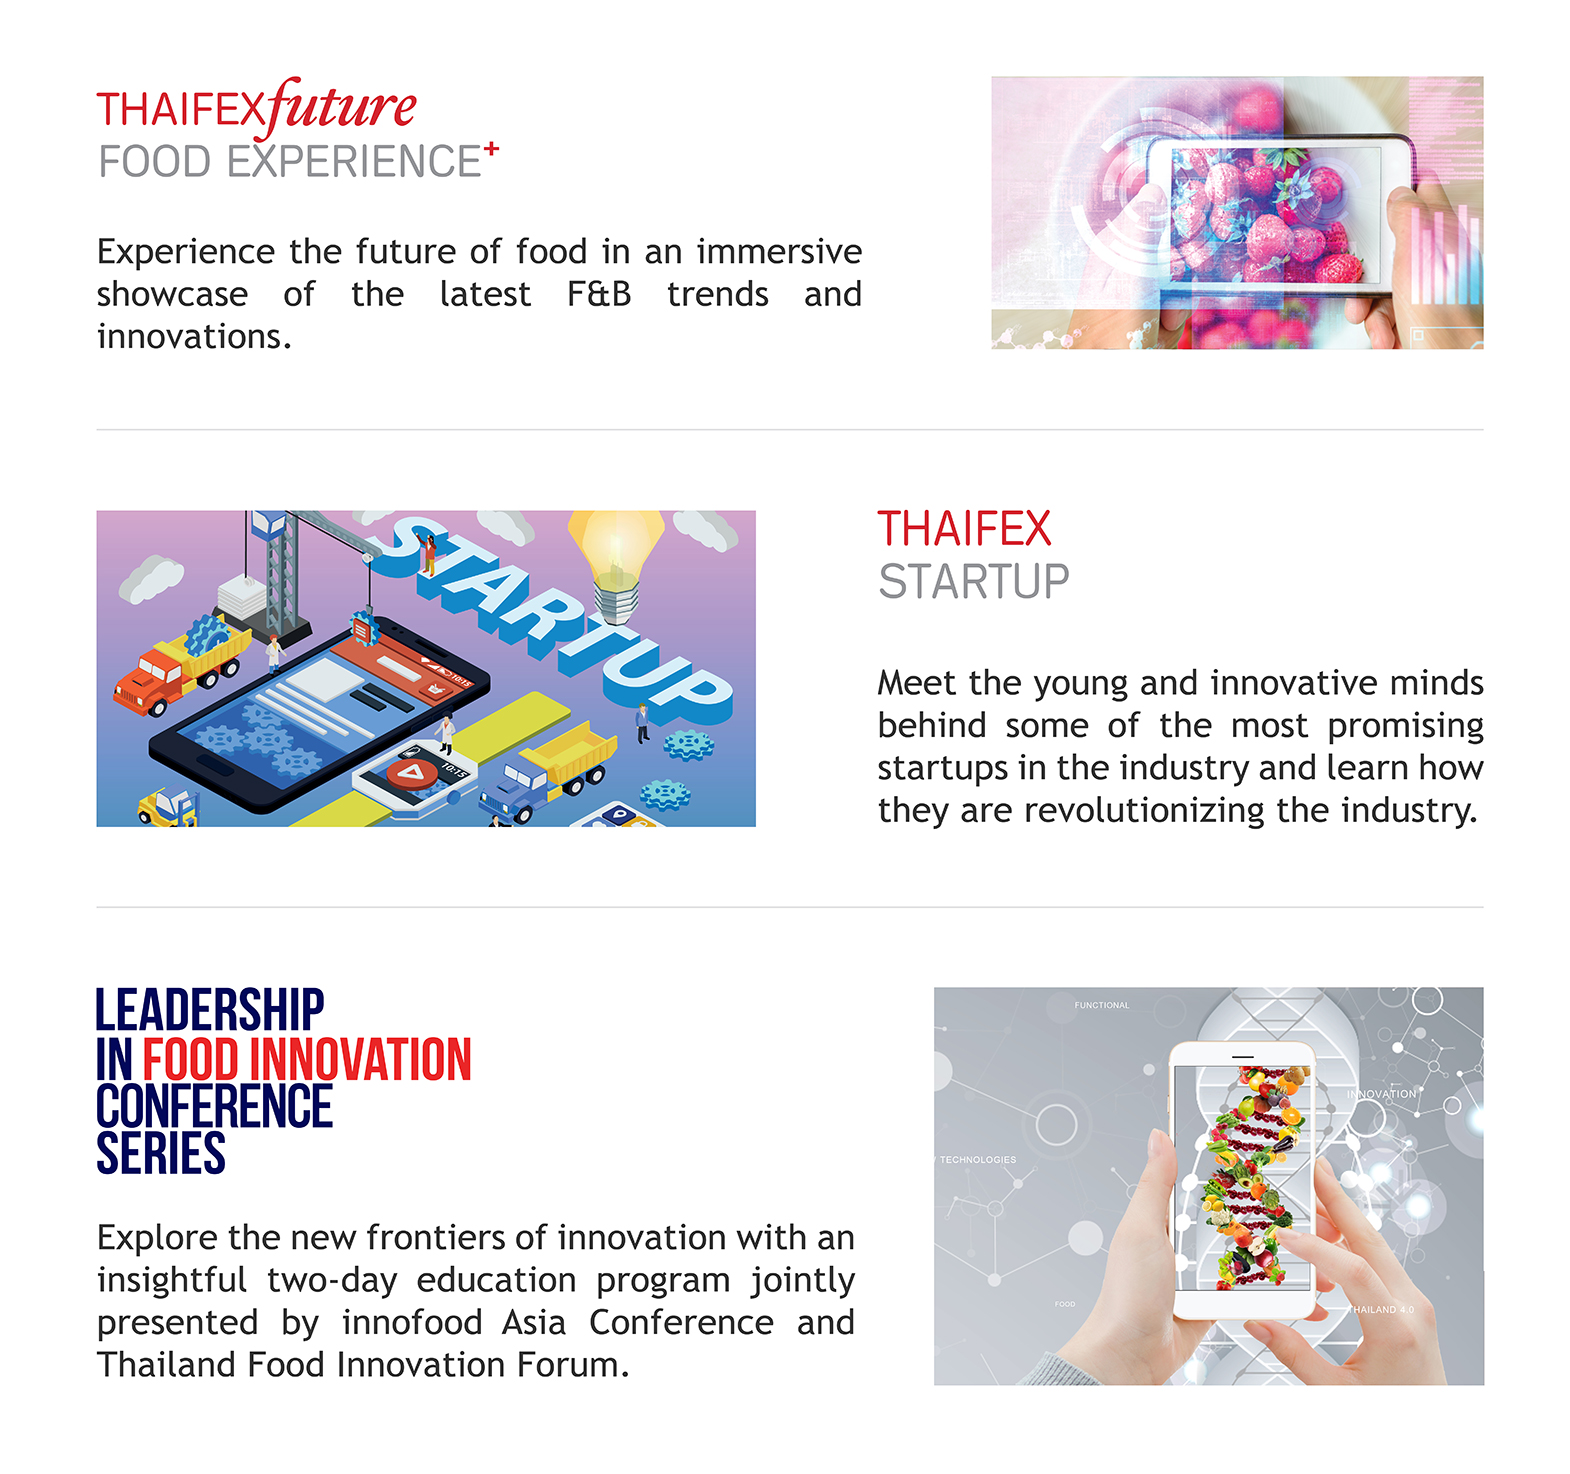 THAIFEX future
FOOD EXPERIENCE+
Experience the future of food in an immersive
showcase of the latest F&B trends and
innovations.
STARTUP
10:15
10:15
THAIFEX
STARTUP
Meet the young and innovative minds
behind some of the most promising
startups in the industry and learn how
they are revolutionizing the industry.
LEADERSHIP
IN FOOD INNOVATION
CONFERENCE
SERIES
Explore the new frontiers of innovation with an
insightful two-day education program jointly
presented by innofood Asia Conference and
Thailand Food Innovation Forum.
FUNCTIONAL
INNOVATION
TECHNOLOGIES
FOOD
THAILAND 4.0